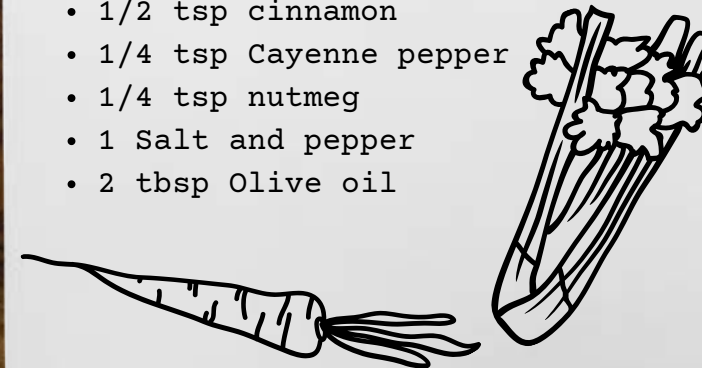 • 1/2 tsp cinnamon
• 1/4 tsp Cayenne pepper
• 1/4 tsp nutmeg
• 1 Salt and pepper
• 2 tbsp Olive oil